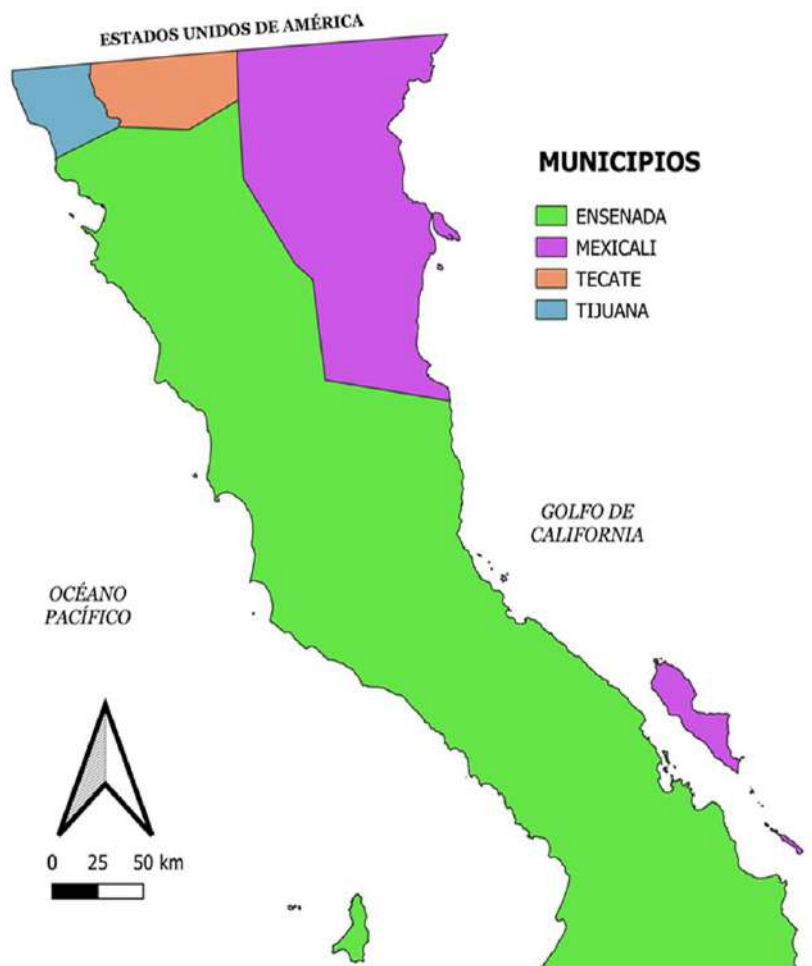 ESTADOS UNIDOS DE AMÉRICA
MUNICIPIOS
ENSENADA
MEXICALI
TECATE
TIJUANA
GOLFO DE
CALIFORNIA
OCÉANO
PACÍFICO
0 25 50 km